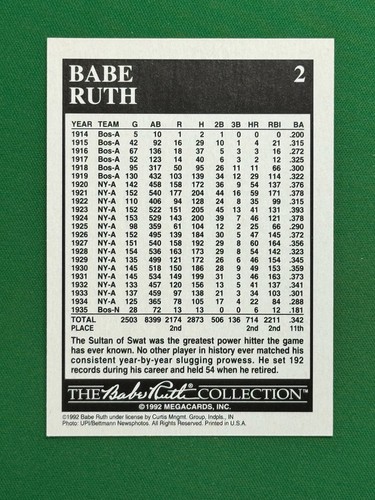 BABE RUTH 2
YEAR TEAM G AB R H 2B 3B HR RBI BA
1914 Bos-A 5 10 1 2 1 0 0 0 .200
1915 Bos-A 42 92 16 29 10 1 4 21 .315
1916 Bos-A 67 136 18 37 5 3 3 16 .272
1917 Bos-A 52 123 14 40 6 3 2 12 .325
1918 Bos-A 95 317 50 95 26 11 11 66 .300
1919 Bos-A 130 432 103 139 34 12 29 114 .322
1920 NY-A 142 458 158 172 36 9 54 137 .376
1921 NY-A 152 540 177 204 44 16 59 171 .378
1922 NY-A 110 406 94 128 24 8 35 99 .315
1923 NY-A 152 522 151 205 45 13 41 131 .393
1924 NY-A 153 529 143 200 39 7 46 121 .378
1925 NY-A 98 359 61 104 12 2 25 66 .290
1926 NY-A 152 495 139 184 30 5 47 145 .372
1927 NY-A 151 540 158 192 29 8 60 164 .356
1928 NY-A 154 536 163 173 29 8 54 142 .323
1929 NY-A 135 499 121 172 26 6 46 154 .345
1930 NY-A 145 518 150 186 28 9 49 153 .359
1931 NY-A 145 534 149 199 31 3 46 163 .373
1932 NY-A 133 457 120 156 13 5 41 137 .341
1933 NY-A 137 459 97 138 21 3 34 103 .301
1934 NY-A 125 365 78 105 17 4 22 84 .288
1935 Bos-N 28 72 13 13 0 0 6 12 .181
TOTAL 2503 8399 2174 2873 506 136 714 2211 .342
PLACE 2nd 2nd 2nd 11th
The Sultan of Swat was the greatest power hitter the game
has ever known. No other player in history ever matched his
consistent year-by-year slugging prowess. He set 192
records during his career and held 54 when he retired.
THE Babe Ruth COLLECTION™
©1992 MEGACARDS, INC.
©1992 Babe Ruth under license by Curtis Mngmt. Group, Indpls., IN
Photo: UPI/Bettmann Newsphotos. All Rights Reserved. Printed in U.S.A.